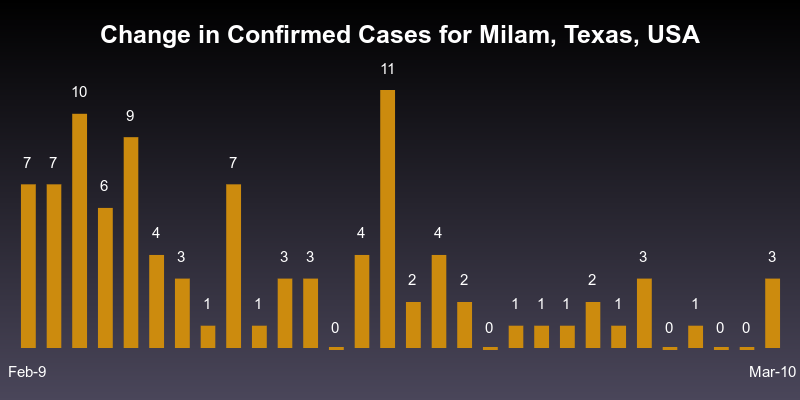 Change in Confirmed Cases for Milam, Texas, USA
7 7 10 6 9 4 3 1 7 1 3 3 0 4 11 2 4 2 0 1 1 1 2 1 3 0 1 0 0 3
Feb-9 Mar-10